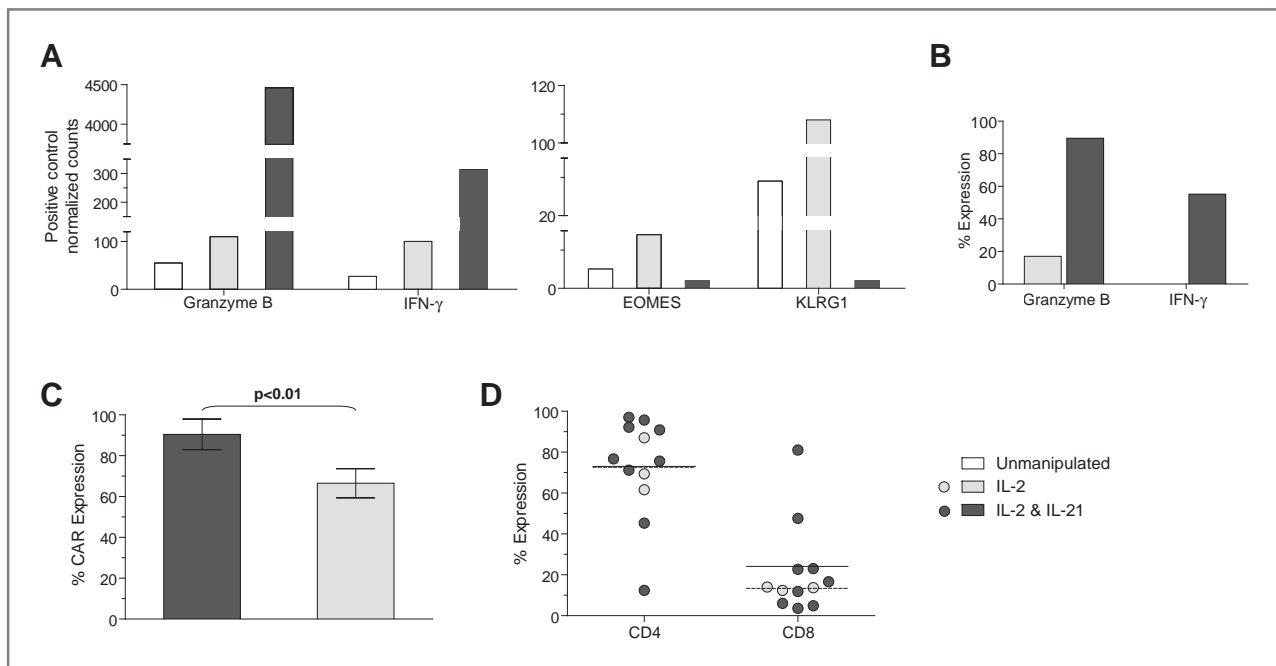 A
Positive control
normalized counts
4500
4000
300
200
100
0
Granzyme B
IFN-γ
120
100
20
0
EOMES
KLRG1
B
% Expression
100
80
60
40
20
0
Granzyme B
IFN-γ
C
p<0.01
% CAR Expression
100
80
60
40
20
0
D
% Expression
100
80
60
40
20
0
CD4
CD8
Unmanipulated
IL-2
IL-2 & IL-21